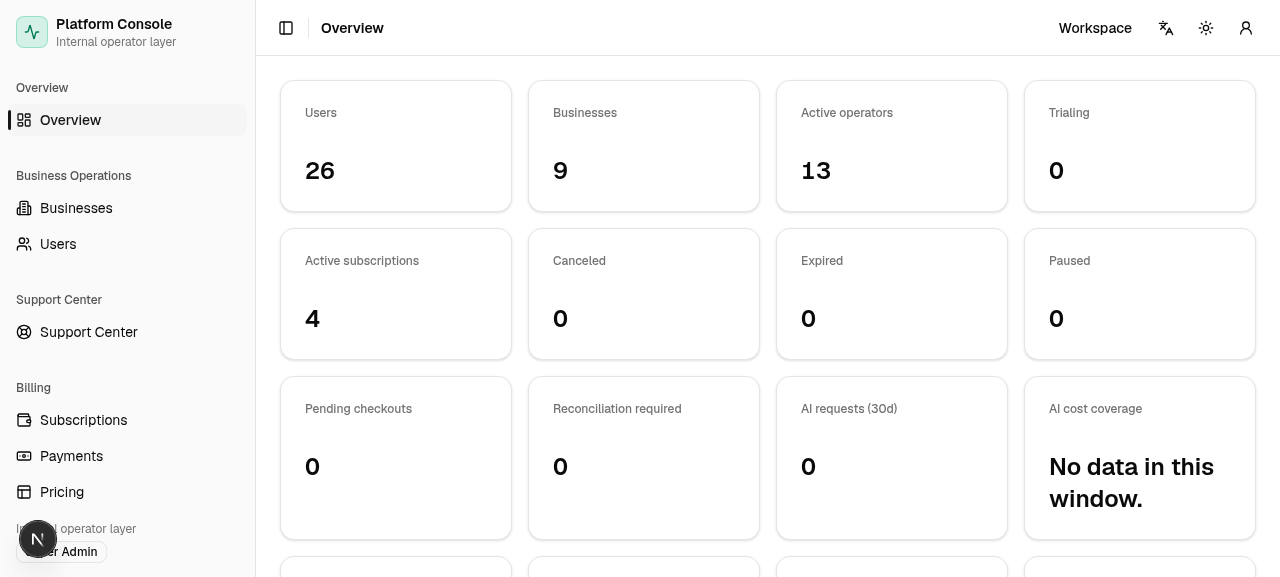 Platform Console
Internal operator layer
Overview
Overview
Business Operations
Businesses
Users
Support Center
Support Center
Billing
Subscriptions
Payments
Pricing
operator layer
Admin
Overview
Workspace
Users
26
Businesses
9
Active operators
13
Trialing
0
Active subscriptions
4
Canceled
0
Expired
0
Paused
0
Pending checkouts
0
Reconciliation required
0
AI requests (30d)
0
AI cost coverage
No data in this
window.